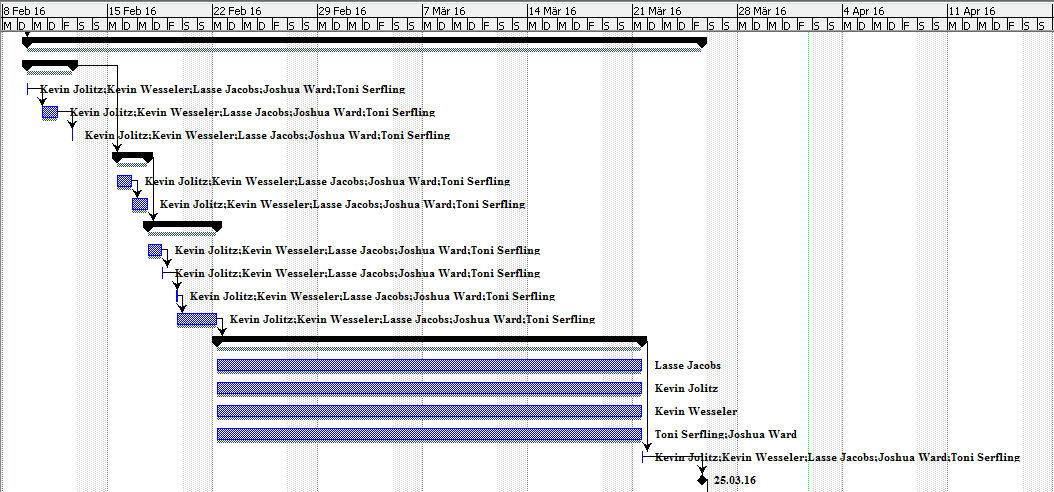 8 Feb 16 15 Feb 16 22 Feb 16 29 Feb 16 7 Mär 16 14 Mär 16 21 Mär 16 28 Mär 16 4 Apr 16 11 Apr 16
M D M D F S S M D M D F S S M D M D F S S M D M D F S S M D M D F S S M D M D F S S M D M D F S S M D M D F S S M D M D F S S M D M D F S S
Kevin Jolitz;Kevin Wesseler;Lasse Jacobs;Joshua Ward;Toni Serfling
Kevin Jolitz;Kevin Wesseler;Lasse Jacobs;Joshua Ward;Toni Serfling
Kevin Jolitz;Kevin Wesseler;Lasse Jacobs;Joshua Ward;Toni Serfling
Kevin Jolitz;Kevin Wesseler;Lasse Jacobs;Joshua Ward;Toni Serfling
Kevin Jolitz;Kevin Wesseler;Lasse Jacobs;Joshua Ward;Toni Serfling
Kevin Jolitz;Kevin Wesseler;Lasse Jacobs;Joshua Ward;Toni Serfling
Kevin Jolitz;Kevin Wesseler;Lasse Jacobs;Joshua Ward;Toni Serfling
Kevin Jolitz;Kevin Wesseler;Lasse Jacobs;Joshua Ward;Toni Serfling
Kevin Jolitz;Kevin Wesseler;Lasse Jacobs;Joshua Ward;Toni Serfling
Lasse Jacobs
Kevin Jolitz
Kevin Wesseler
Toni Serfling;Joshua Ward
Kevin Jolitz;Kevin Wesseler;Lasse Jacobs;Joshua Ward;Toni Serfling
25.03.16